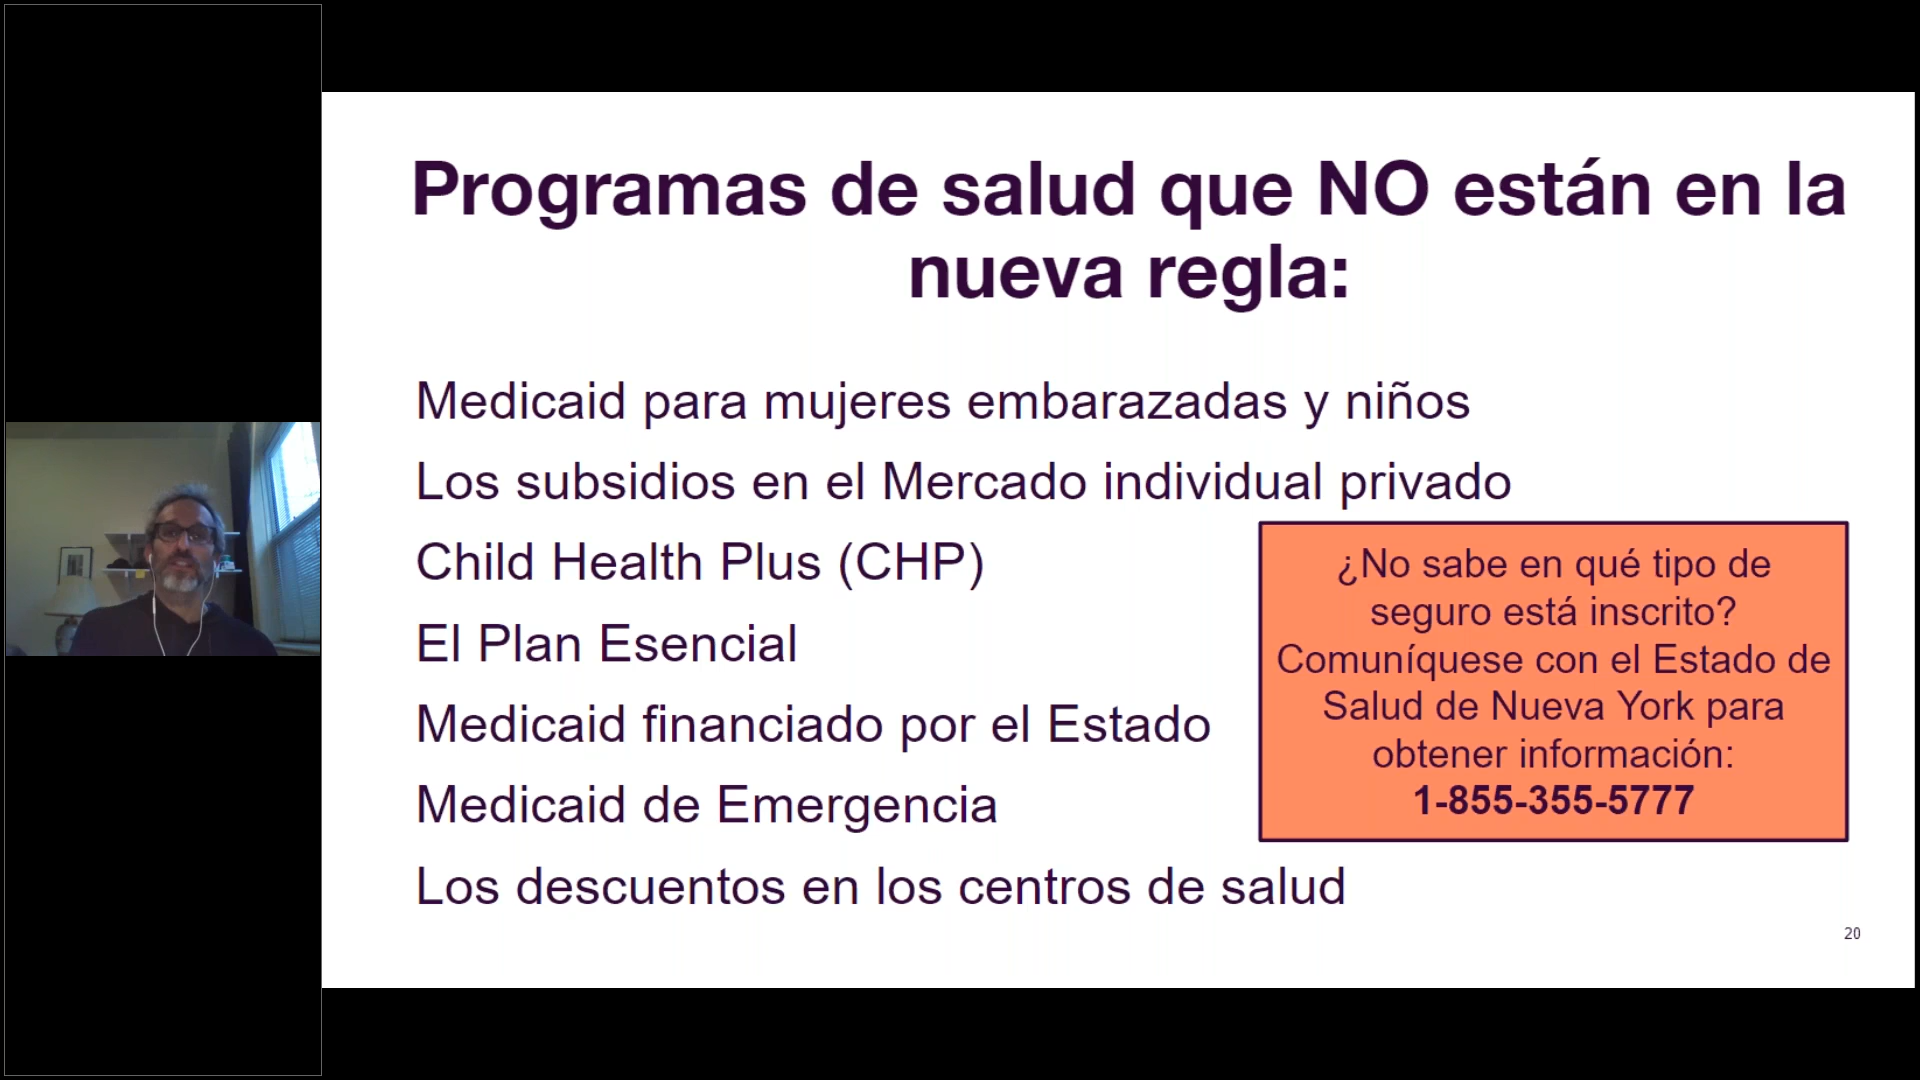 Programas de salud que NO están en la
nueva regla:
Medicaid para mujeres embarazadas y niños
Los subsidios en el Mercado individual privado
Child Health Plus (CHP)
El Plan Esencial
Medicaid financiado por el Estado
Medicaid de Emergencia
Los descuentos en los centros de salud
¿No sabe en qué tipo de
seguro está inscrito?
Comuníquese con el Estado de
Salud de Nueva York para
obtener información:
1-855-355-5777
20